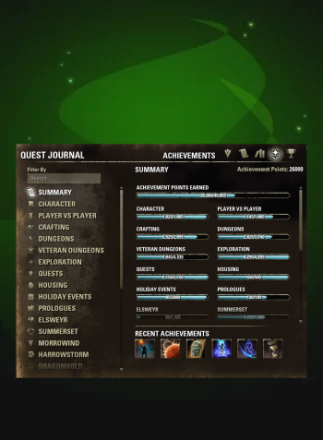 QUEST JOURNAL
ACHIEVEMENTS
Filter By
Search
SUMMARY
Achievement Points: 26000
SUMMARY
CHARACTER
PLAYER VS PLAYER
CRAFTING
DUNGEONS
VETERAN DUNGEONS
EXPLORATION
QUESTS
HOUSING
HOLIDAY EVENTS
PROLOGUES
ELSWEYR
SUMMERSET
MORROWIND
HARROWSTORM
DRAGONHOLD
ACHIEVEMENT POINTS EARNED
CHARACTER
PLAYER VS PLAYER
CRAFTING
DUNGEONS
VETERAN DUNGEONS
EXPLORATION
QUESTS
HOUSING
HOLIDAY EVENTS
PROLOGUES
ELSWEYR
SUMMERSET
RECENT ACHIEVEMENTS